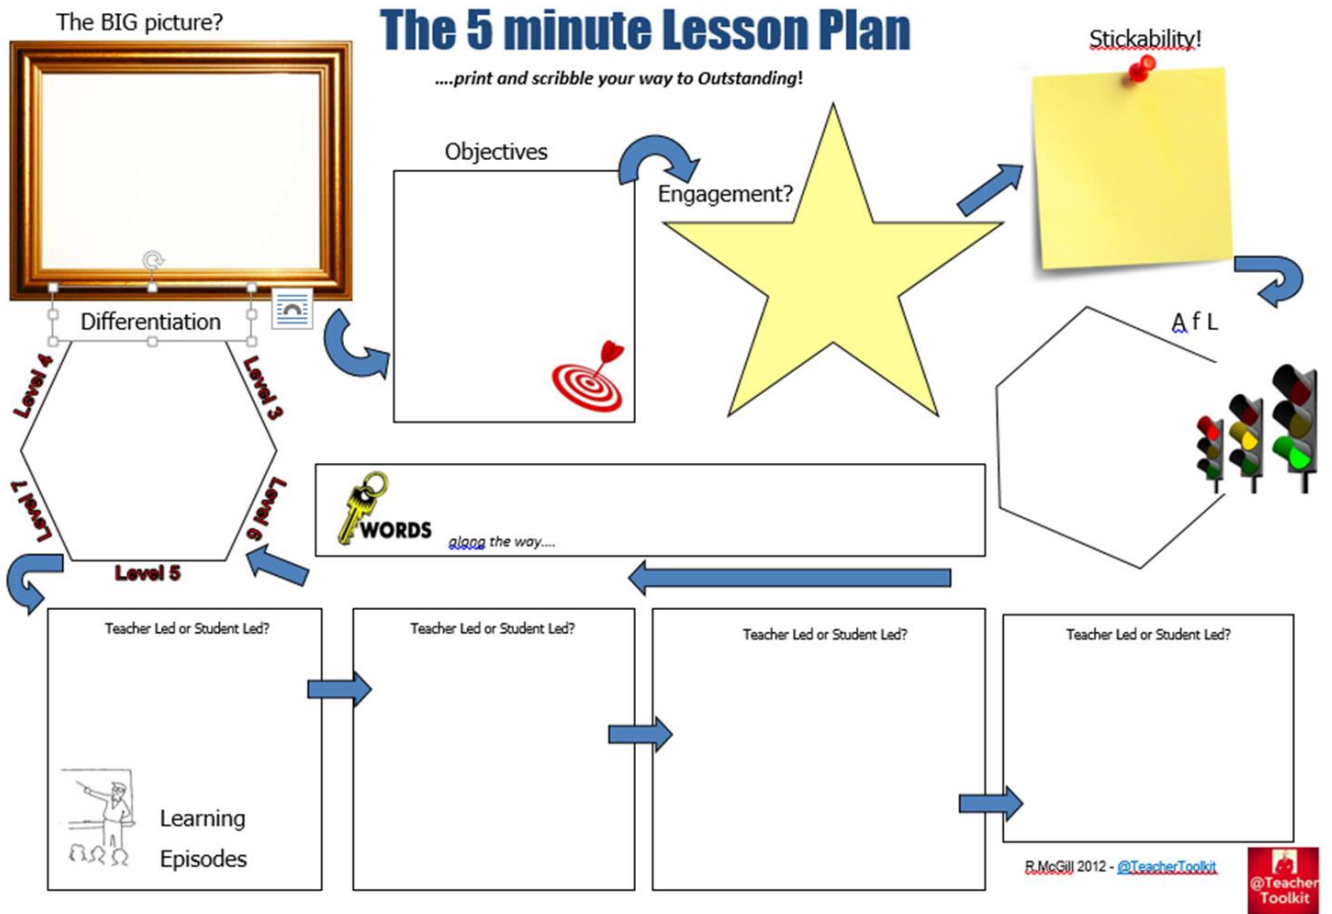 The BIG picture?
The 5 minute Lesson Plan
....print and scribble your way to Outstanding!
Stickability!
Objectives
Engagement?
A f L
Differentiation
Level 4
Level 3
Level 7
Level 6
Level 5
WORDS
along the way....
Teacher Led or Student Led?
Teacher Led or Student Led?
Teacher Led or Student Led?
Teacher Led or Student Led?
Learning
Episodes
R.McGill 2012 - @TeacherToolkit
@Teacher
Toolkit